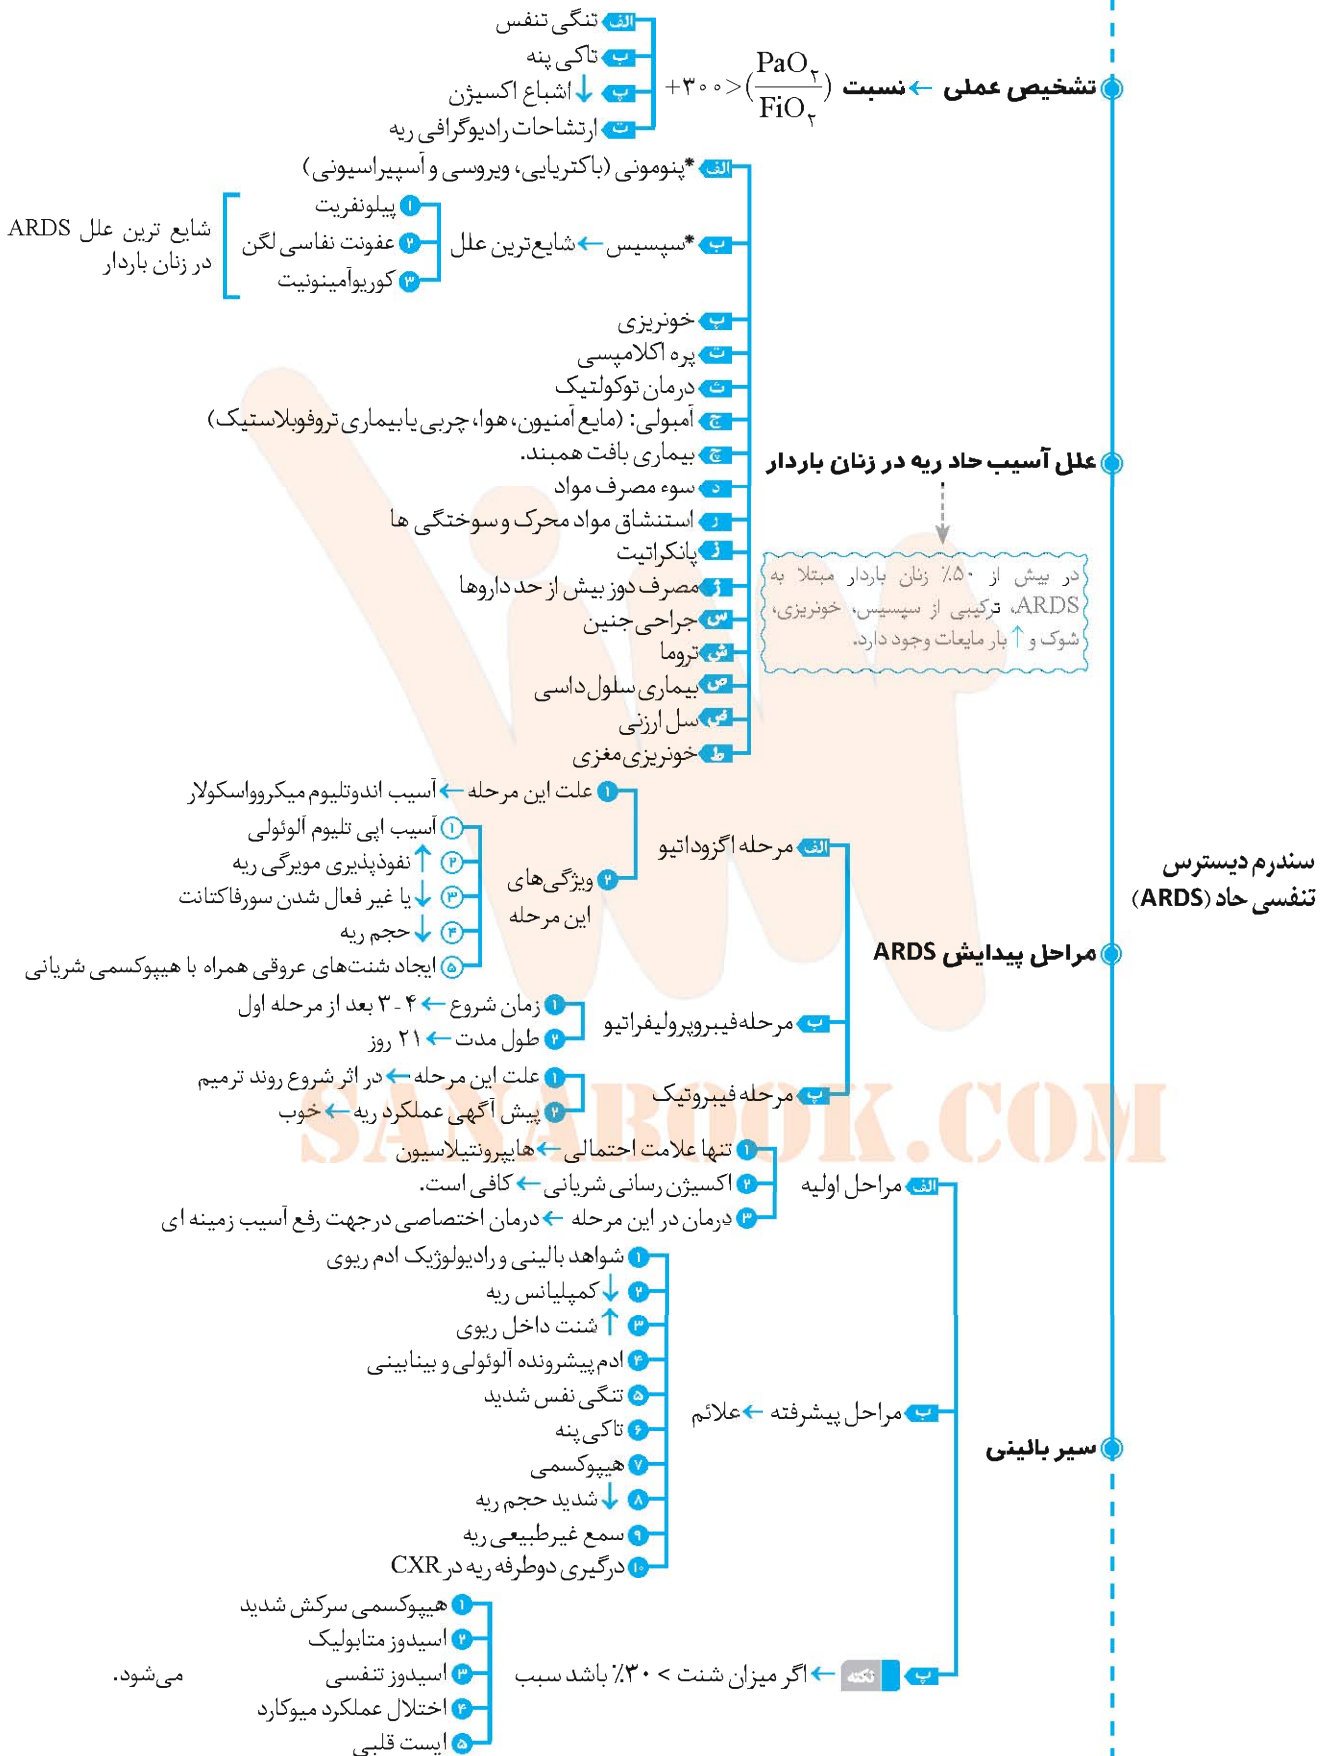 سندرم دیسترس
تنفسی حاد (ARDS)
تشخیص عملی ← نسبت (PaO۲ / FiO۲) < ۳۰۰ +
الف تنگی تنفس
ب تاکی پنه
پ ↓ اشباع اکسیژن
ت ارتشاحات رادیوگرافی ریه
علل آسیب حاد ریه در زنان باردار
در بیش از ۵۰٪ زنان باردار مبتلا به
ARDS، ترکیبی از سپسیس، خونریزی،
شوک و ↑ بار مایعات وجود دارد.
الف *پنومونی (باکتریایی، ویروسی و آسپیراسیونی)
ب *سپسیس ← شایع‌ترین علل
۱ پیلونفریت
۲ عفونت نفاسی لگن
۳ کوریوآمینونیت
شایع ترین علل ARDS
در زنان باردار
پ خونریزی
ت پره اکلامپسی
ث درمان توکولتیک
ج آمبولی: (مایع آمنیون، هوا، چربی یا بیماری تروفوبلاستیک)
چ بیماری بافت همبند.
د سوء مصرف مواد
ر استنشاق مواد محرک و سوختگی ها
ز پانکراتیت
ژ مصرف دوز بیش از حد داروها
س جراحی جنین
ش تروما
ص بیماری سلول داسی
ض سل ارزنی
ط خونریزی مغزی
مراحل پیدایش ARDS
الف مرحله اگزوداتیو
۱ علت این مرحله ← آسیب اندوتلیوم میکروواسکولار
۲ ویژگی‌های
این مرحله
۱ آسیب اپی تلیوم آلوئولی
۲ ↑ نفوذپذیری مویرگی ریه
۳ ↓ یا غیر فعال شدن سورفاکتانت
۴ ↓ حجم ریه
۵ ایجاد شنت‌های عروقی همراه با هیپوکسمی شریانی
ب مرحله فیبروپرولیفراتیو
۱ زمان شروع ← ۴-۳ بعد از مرحله اول
۲ طول مدت ← ۲۱ روز
پ مرحله فیبروتیک
۱ علت این مرحله ← در اثر شروع روند ترمیم
۲ پیش آگهی عملکرد ریه ← خوب
سیر بالینی
الف مراحل اولیه
۱ تنها علامت احتمالی ← هایپرونتیلاسیون
۲ اکسیژن رسانی شریانی ← کافی است.
۳ درمان در این مرحله ← درمان اختصاصی در جهت رفع آسیب زمینه ای
ب مراحل پیشرفته ← علائم
۱ شواهد بالینی و رادیولوژیک ادم ریوی
۲ ↓ کمپلیانس ریه
۳ ↑ شنت داخل ریوی
۴ ادم پیشرونده آلوئولی و بینابینی
۵ تنگی نفس شدید
۶ تاکی پنه
۷ هیپوکسمی
۸ ↓ شدید حجم ریه
۹ سمع غیرطبیعی ریه
۱۰ درگیری دوطرفه ریه در CXR
پ نکته ← اگر میزان شنت > ۳۰٪ باشد سبب
۱ هیپوکسمی سرکش شدید
۲ اسیدوز متابولیک
۳ اسیدوز تنفسی
۴ اختلال عملکرد میوکارد
۵ ایست قلبی
می‌شود.
SANABOOK.COM